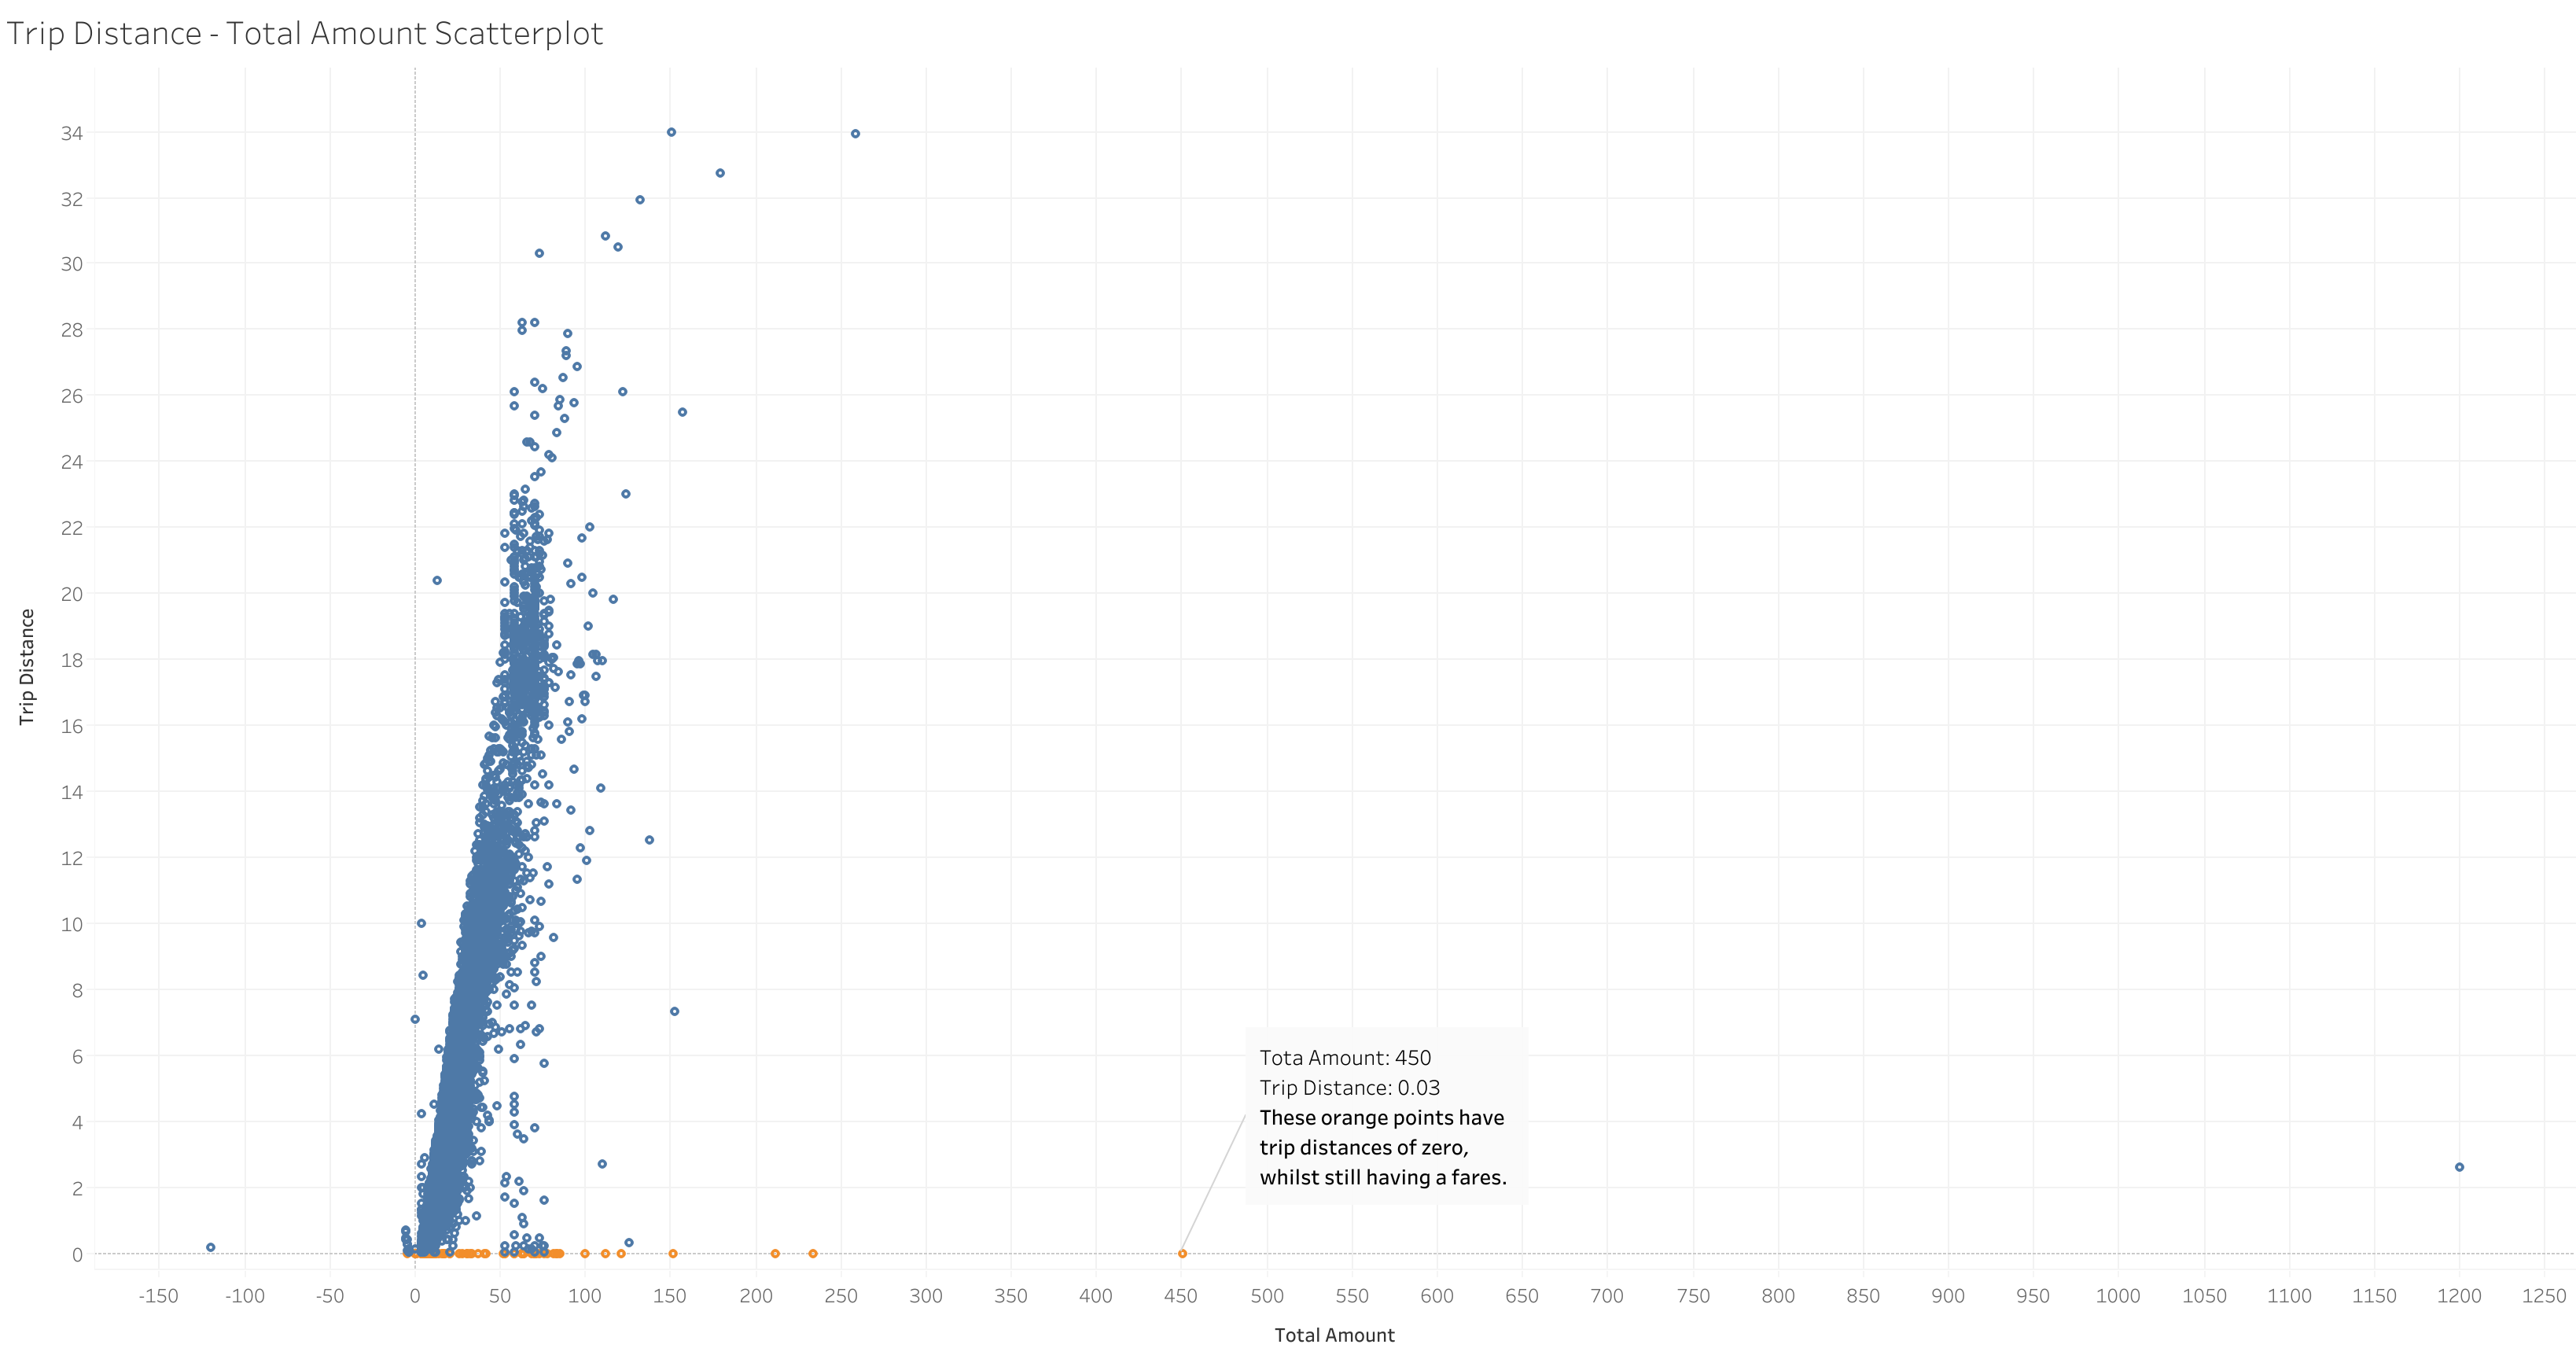 Trip Distance - Total Amount Scatterplot
34
32
30
28
26
24
22
20
18
16
14
12
10
8
6
4
2
0
Trip Distance
Tota Amount: 450
Trip Distance: 0.03
These orange points have
trip distances of zero,
whilst still having a fares.
-150 -100 -50 0 50 100 150 200 250 300 350 400 450 500 550 600 650 700 750 800 850 900 950 1000 1050 1100 1150 1200 1250
Total Amount